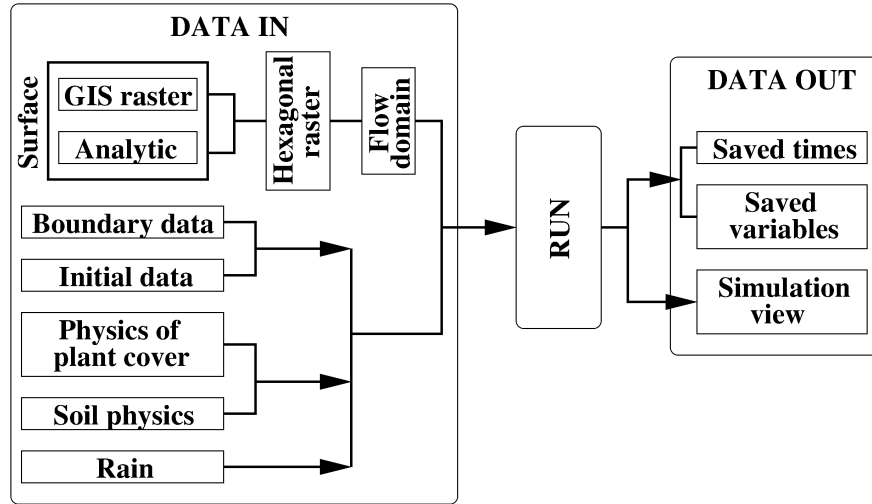 DATA IN
Surface
GIS raster
Analytic
Hexagonal
raster
Flow
domain
Boundary data
Initial data
Physics of
plant cover
Soil physics
Rain
RUN
DATA OUT
Saved times
Saved
variables
Simulation
view